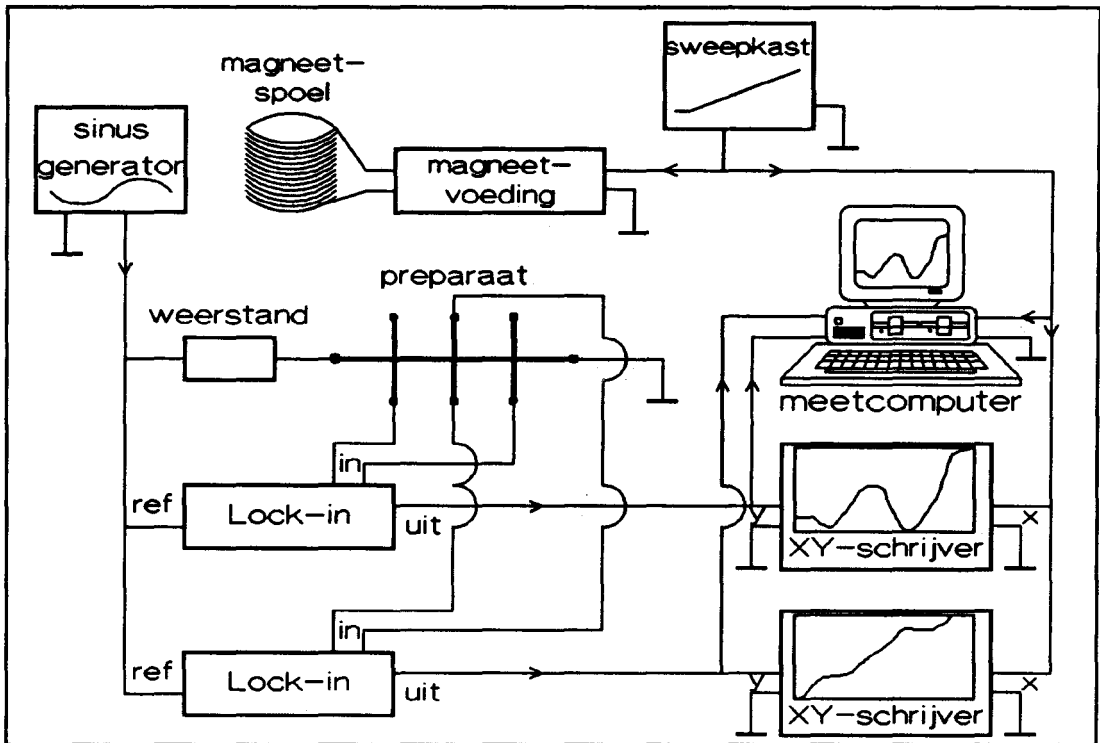 sweepkast
magneet-
spoel
sinus
generator
magneet-
voeding
preparaat
weerstand
meetcomputer
in
ref
Lock-in
uit
Y
X
XY-schrijver
in
ref
Lock-in
uit
Y
X
XY-schrijver